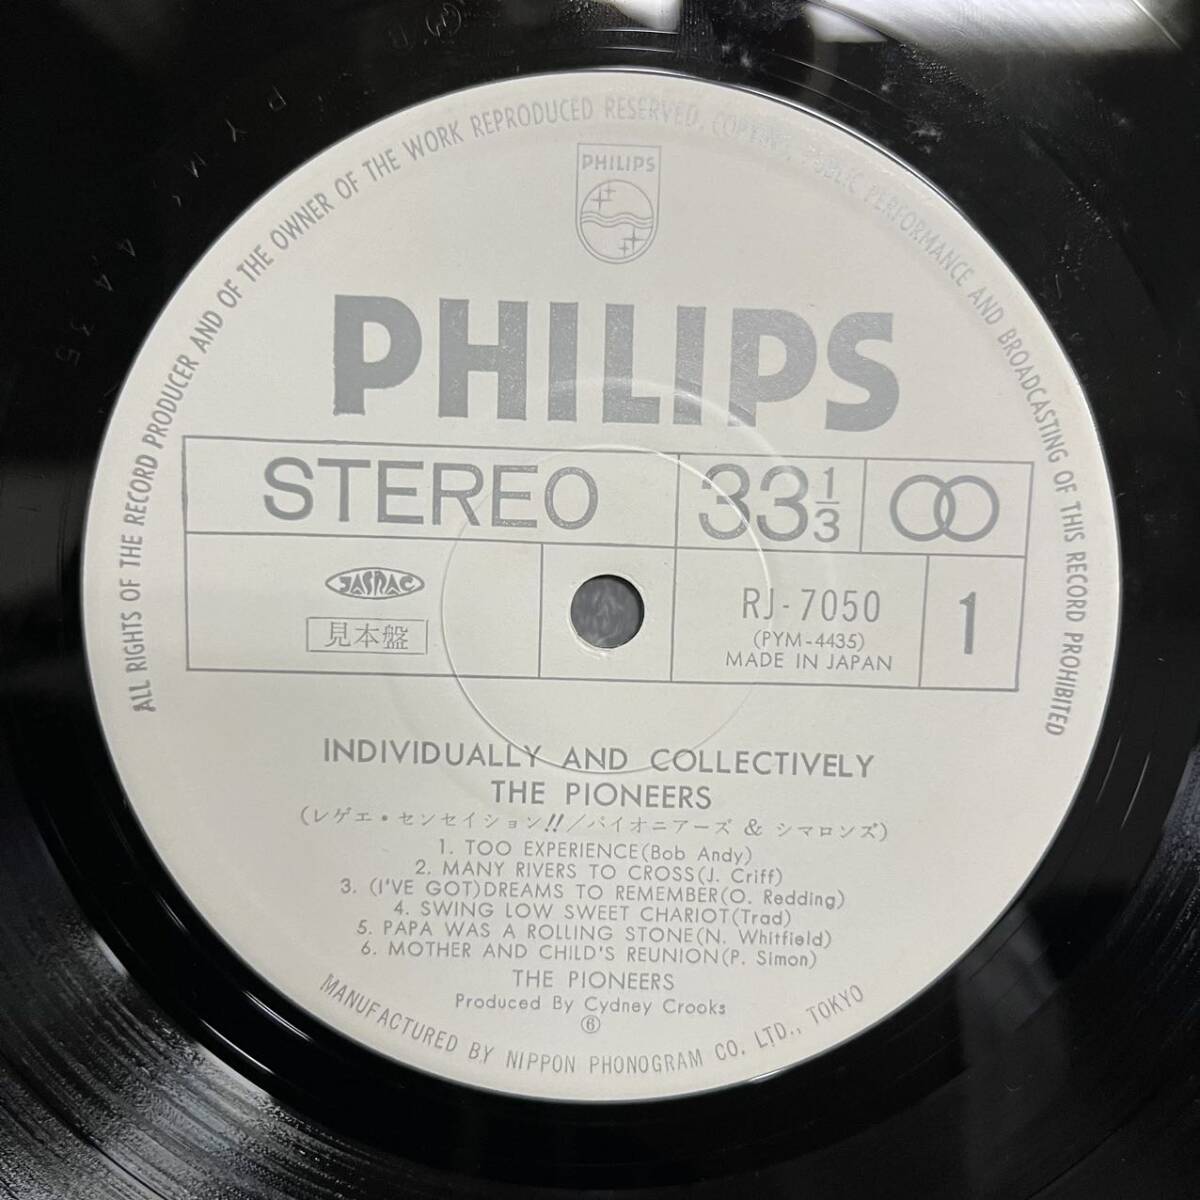 ALL RIGHTS OF THE RECORD PRODUCER AND OF THE OWNER OF THE WORK REPRODUCED RESERVED. COPYING, PUBLIC PERFORMANCE AND BROADCASTING OF THIS RECORD PROHIBITED
PHILIPS
PHILIPS
STEREO
33 1/3
JASRAC
見本盤
RJ-7050
(PYM-4435)
MADE IN JAPAN
1
INDIVIDUALLY AND COLLECTIVELY
THE PIONEERS
(レゲエ・センセイション!!/パイオニアーズ & シマロンズ)
1. TOO EXPERIENCE(Bob Andy)
2. MANY RIVERS TO CROSS(J. Criff)
3. (I'VE GOT)DREAMS TO REMEMBER(O. Redding)
4. SWING LOW SWEET CHARIOT(Trad)
5. PAPA WAS A ROLLING STONE(N. Whitfield)
6. MOTHER AND CHILD'S REUNION(P. Simon)
THE PIONEERS
Produced By Cydney Crooks
⑥
MANUFACTURED BY NIPPON PHONOGRAM CO. LTD., TOKYO